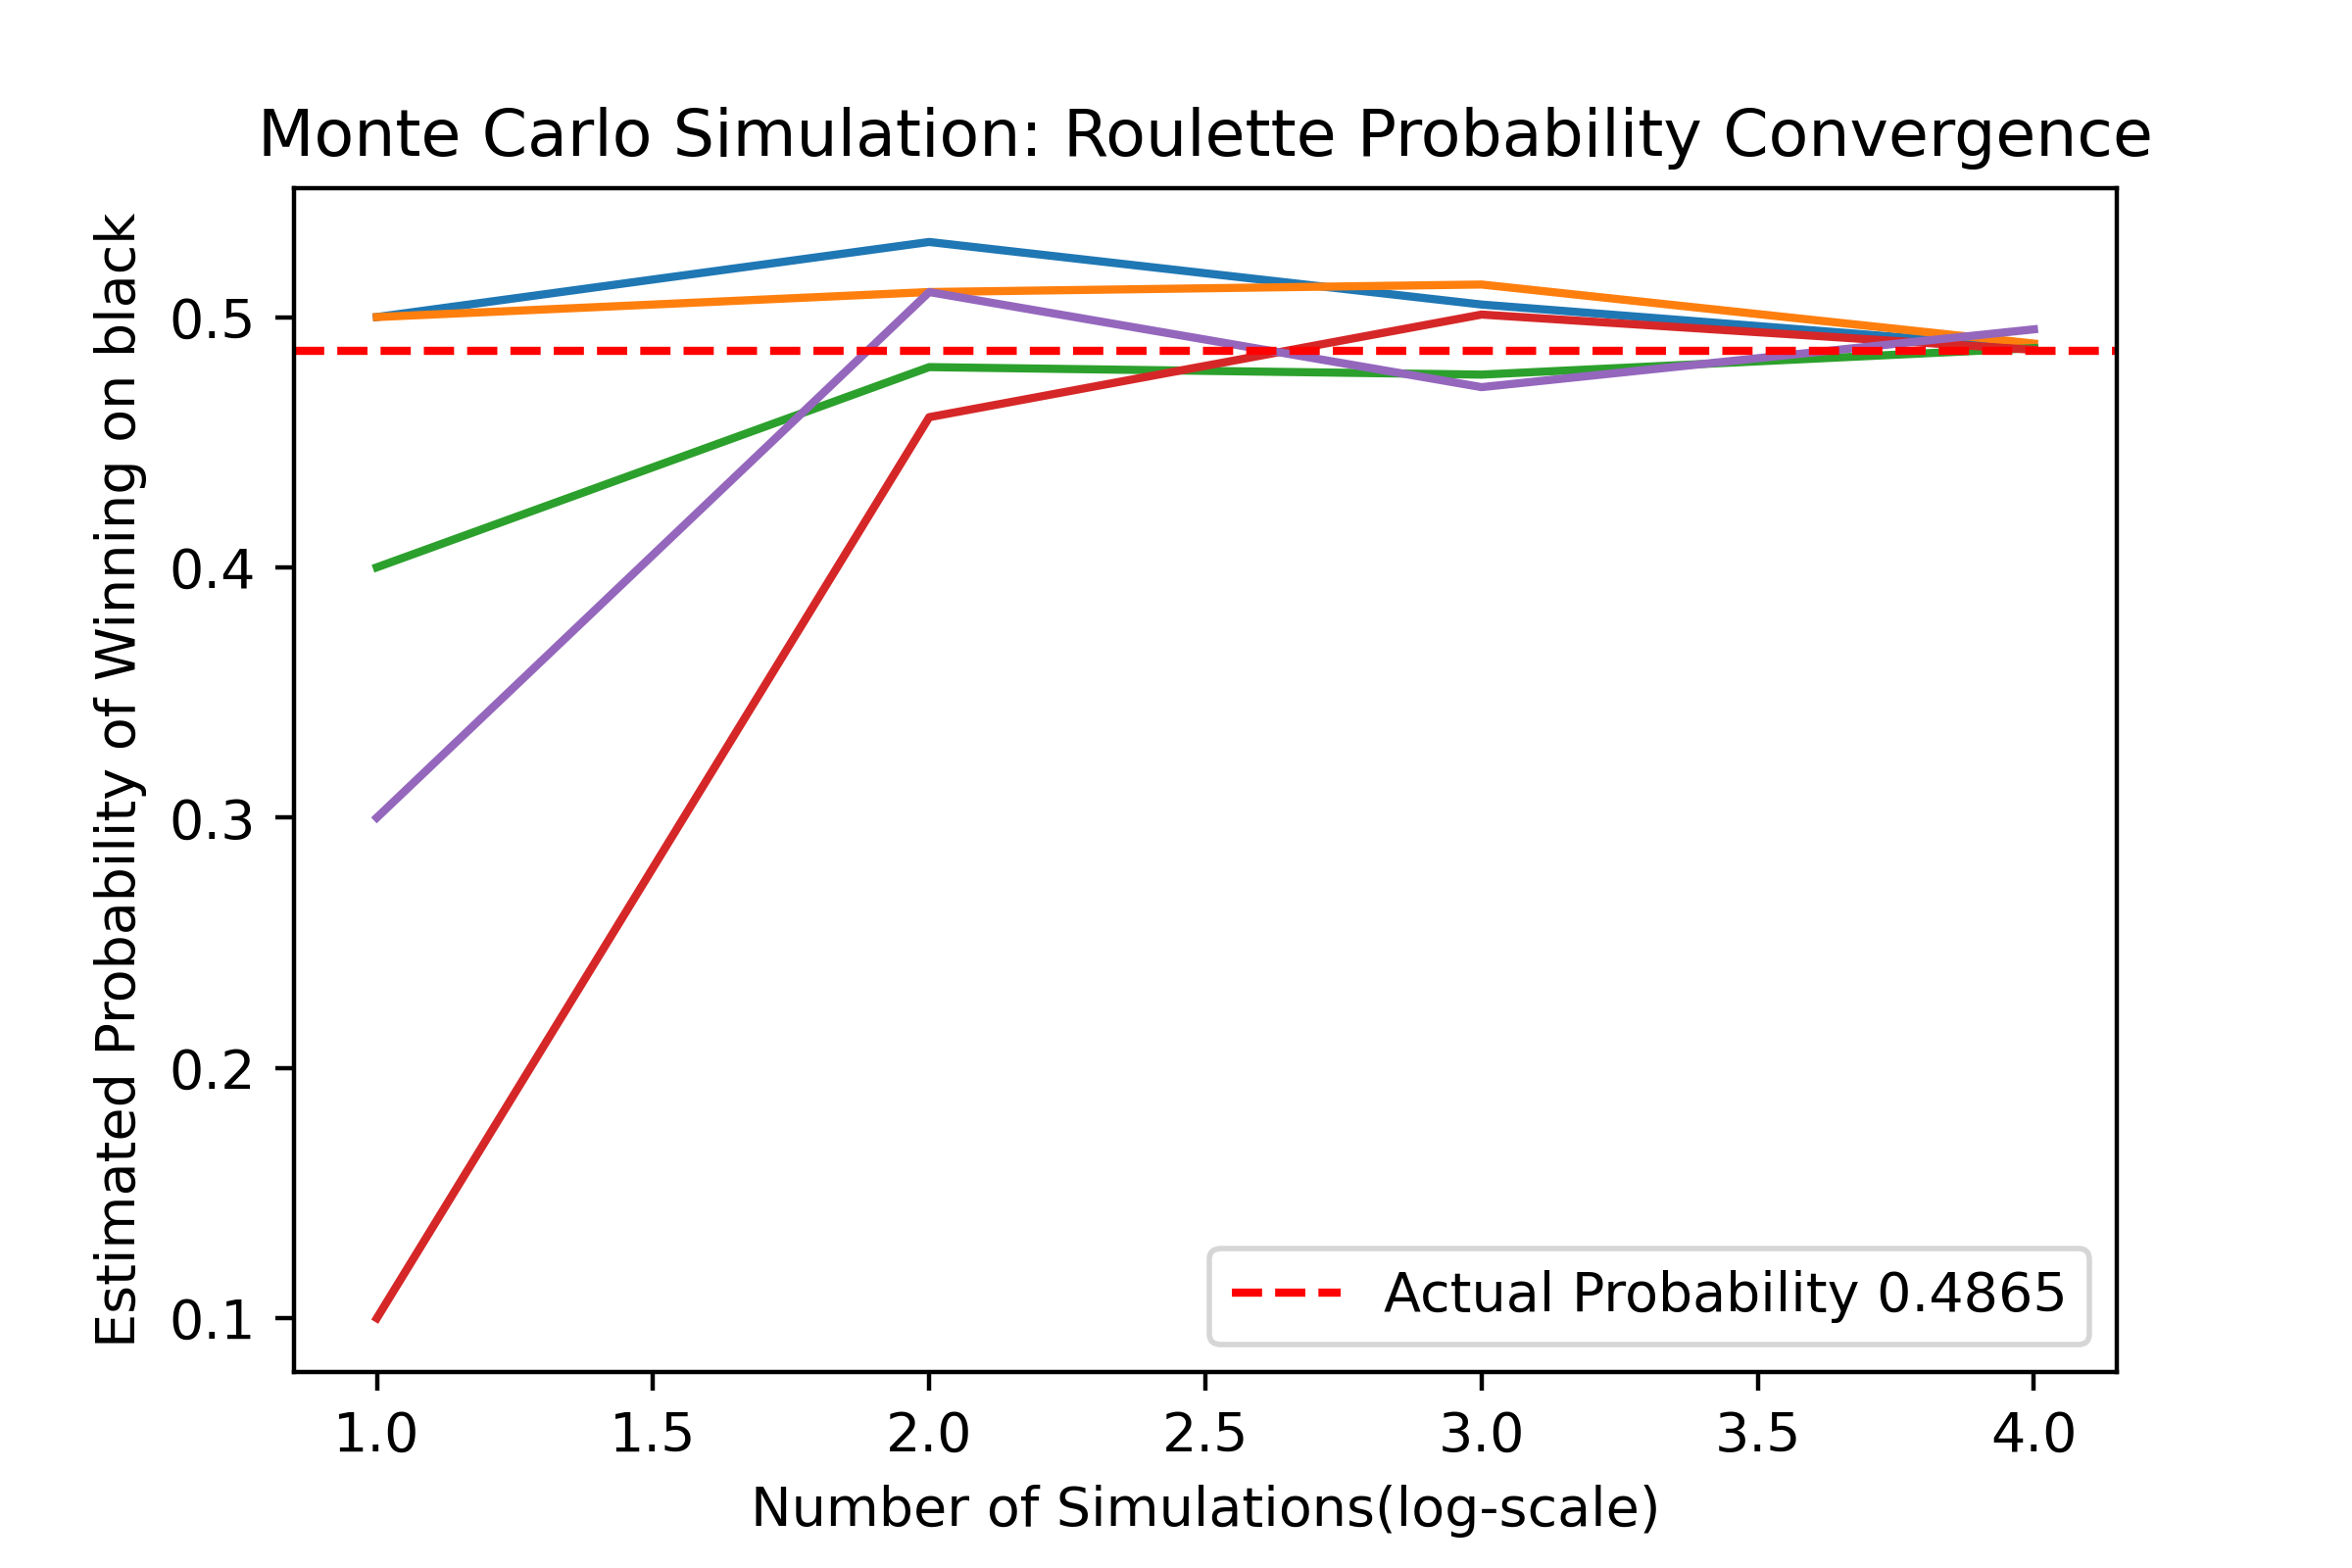 Monte Carlo Simulation: Roulette Probability Convergence
Estimated Probability of Winning on black
0.5
0.4
0.3
0.2
0.1
Actual Probability 0.4865
1.0 1.5 2.0 2.5 3.0 3.5 4.0
Number of Simulations(log-scale)